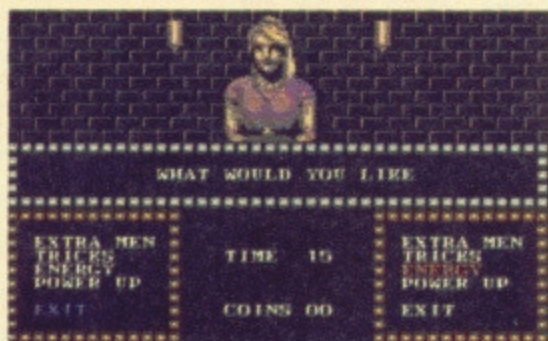 WHAT WOULD YOU LIKE
EXTRA MEN
TRICKS
ENERGY
POWER UP
EXIT
TIME 15
COINS 00
EXTRA MEN
TRICKS
ENERGY
POWER UP
EXIT